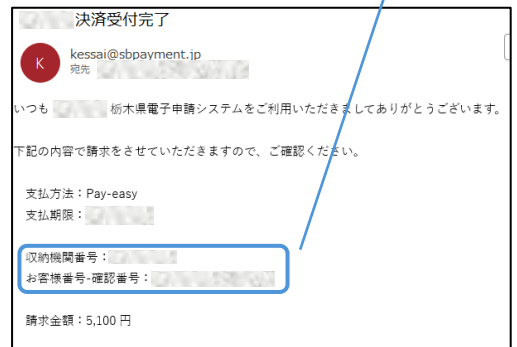 決済受付完了
K
kessai@sbpayment.jp
宛先
いつも 栃木県電子申請システムをご利用いただきましてありがとうございます。
下記の内容で請求をさせていただきますので、ご確認ください。
支払方法：Pay-easy
支払期限：
収納機関番号：
お客様番号-確認番号：
請求金額：5,100 円